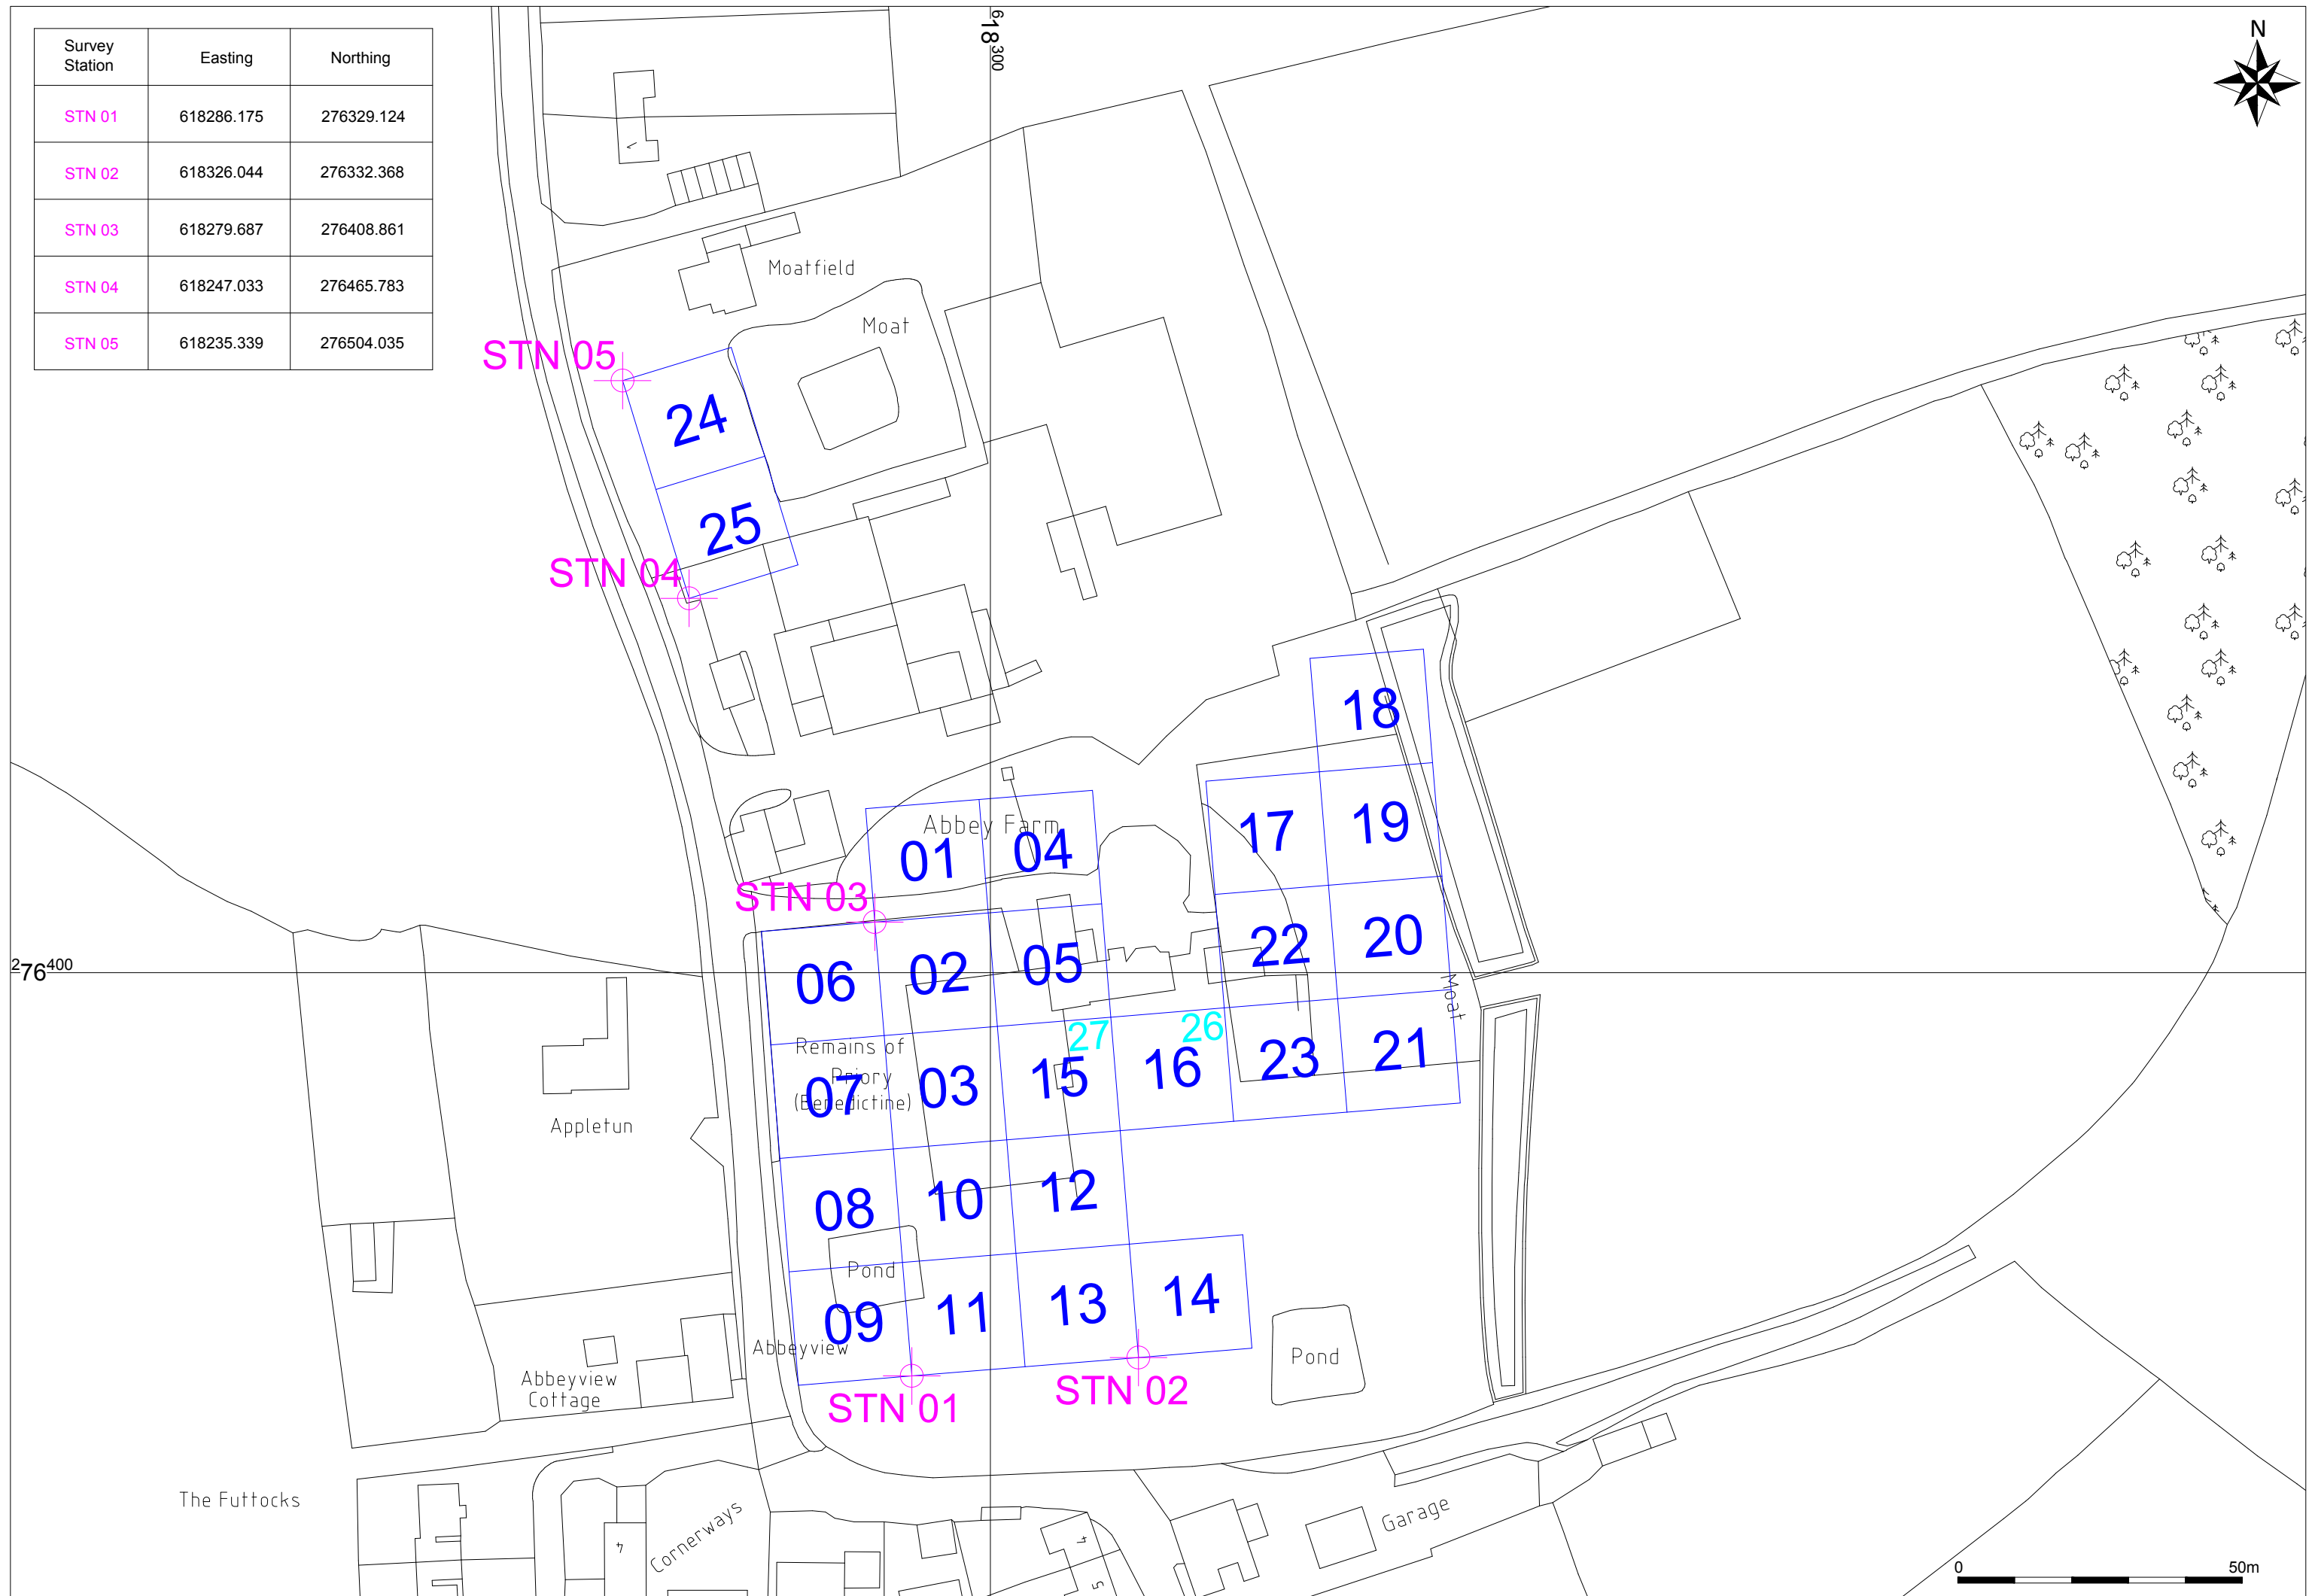 Survey Station Easting Northing
STN 01 618286.175 276329.124
STN 02 618326.044 276332.368
STN 03 618279.687 276408.861
STN 04 618247.033 276465.783
STN 05 618235.339 276504.035
618300
N
1
Moatfield
Moat
STN 05
24
25
STN 04
18
Abbey Farm
01
04
17
19
STN 03
06
02
05
22
20
276400
Moat
27
26
Remains of
Priory
(Benedictine)
07
03
15
16
23
21
Appletun
08
10
12
Pond
09
11
13
14
Abbeyview
Pond
Abbeyview
Cottage
STN 01
STN 02
The Futtocks
Cornerways
Garage
4
4
5
0 50m